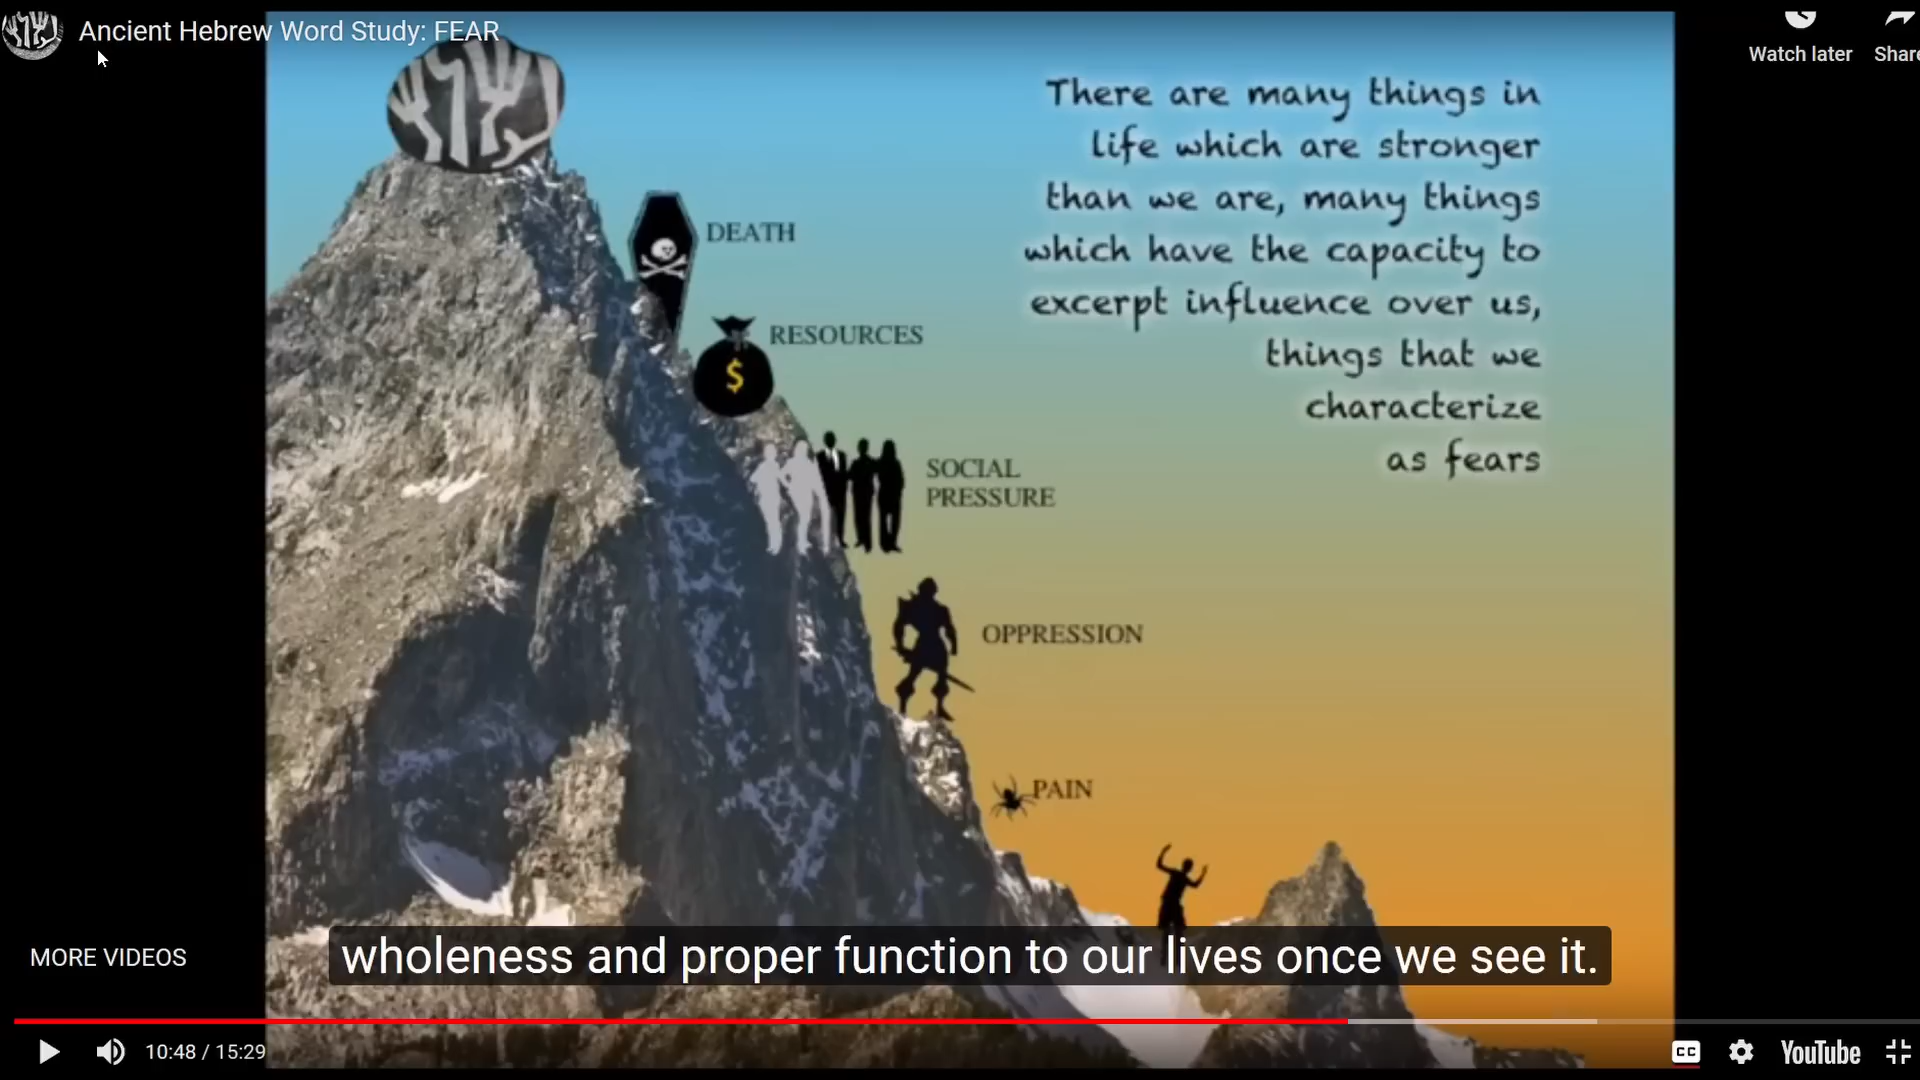 Ancient Hebrew Word Study: FEAR
Watch later
Share
There are many things in
life which are stronger
than we are, many things
which have the capacity to
excerpt influence over us,
things that we
characterize
as fears
DEATH
RESOURCES
$
SOCIAL
PRESSURE
OPPRESSION
PAIN
MORE VIDEOS
wholeness and proper function to our lives once we see it.
10:48 / 15:29
CC
YouTube